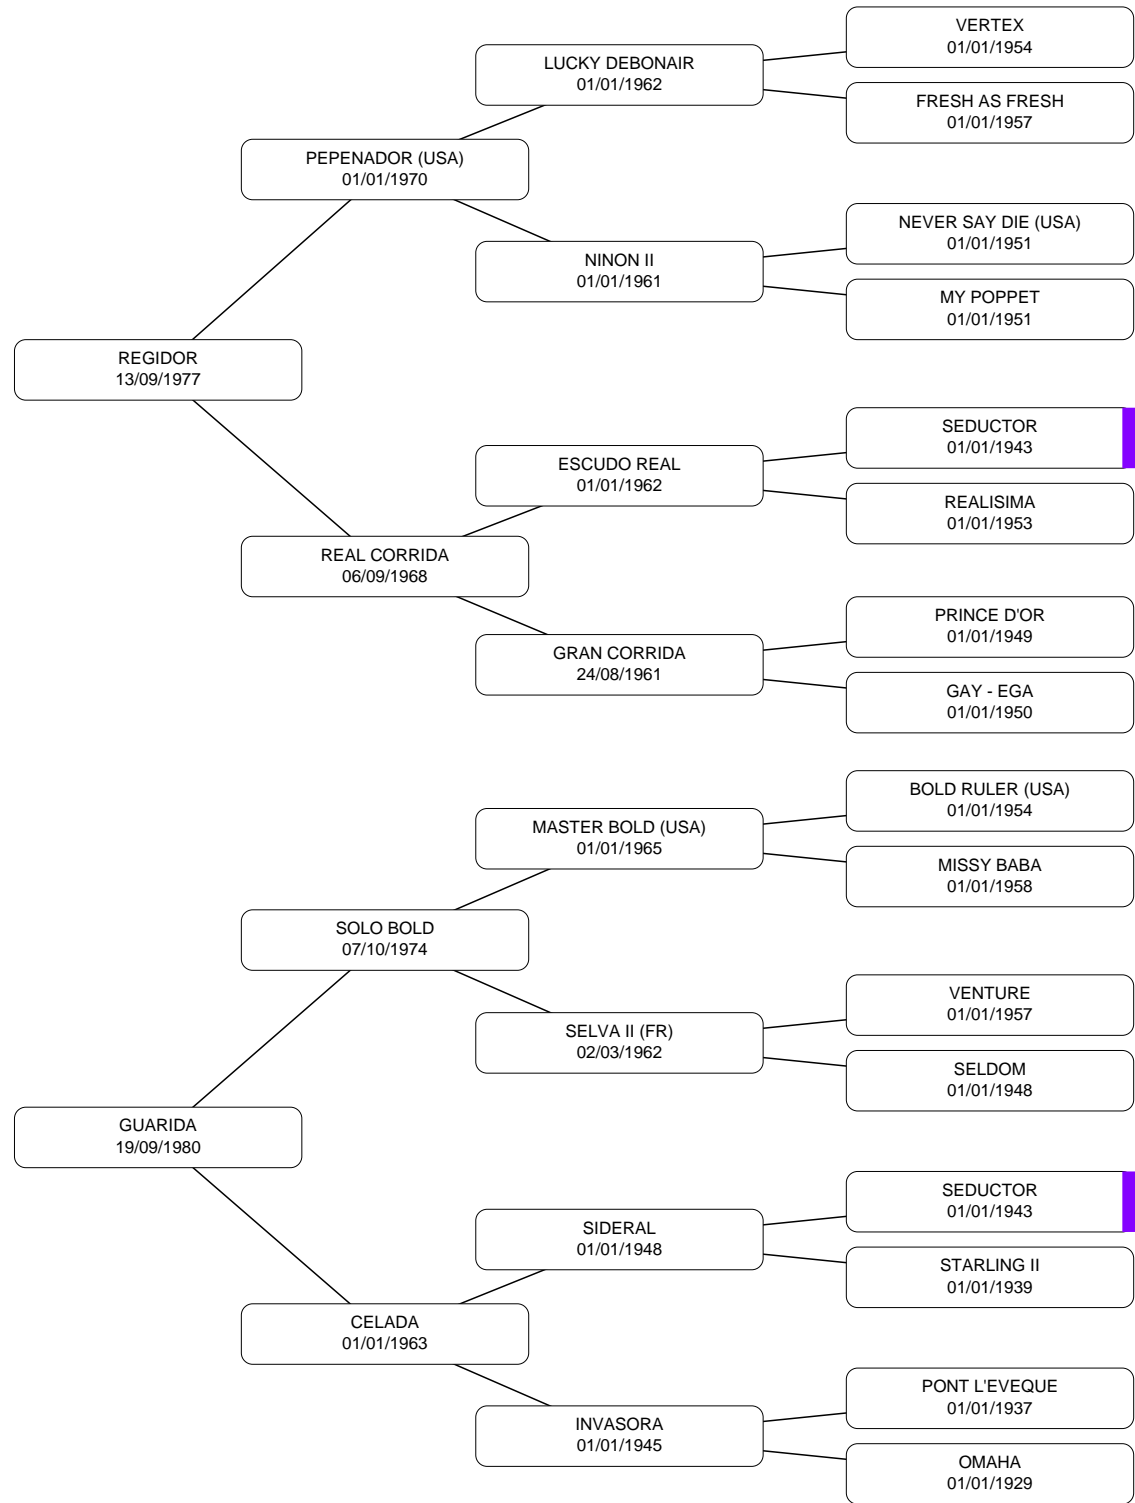 VERTEX
01/01/1954
LUCKY DEBONAIR
01/01/1962
FRESH AS FRESH
01/01/1957
PEPENADOR (USA)
01/01/1970
NEVER SAY DIE (USA)
01/01/1951
NINON II
01/01/1961
MY POPPET
01/01/1951
REGIDOR
13/09/1977
SEDUCTOR
01/01/1943
ESCUDO REAL
01/01/1962
REALISIMA
01/01/1953
REAL CORRIDA
06/09/1968
PRINCE D'OR
01/01/1949
GRAN CORRIDA
24/08/1961
GAY - EGA
01/01/1950
BOLD RULER (USA)
01/01/1954
MASTER BOLD (USA)
01/01/1965
MISSY BABA
01/01/1958
SOLO BOLD
07/10/1974
VENTURE
01/01/1957
SELVA II (FR)
02/03/1962
SELDOM
01/01/1948
GUARIDA
19/09/1980
SEDUCTOR
01/01/1943
SIDERAL
01/01/1948
STARLING II
01/01/1939
CELADA
01/01/1963
PONT L'EVEQUE
01/01/1937
INVASORA
01/01/1945
OMAHA
01/01/1929